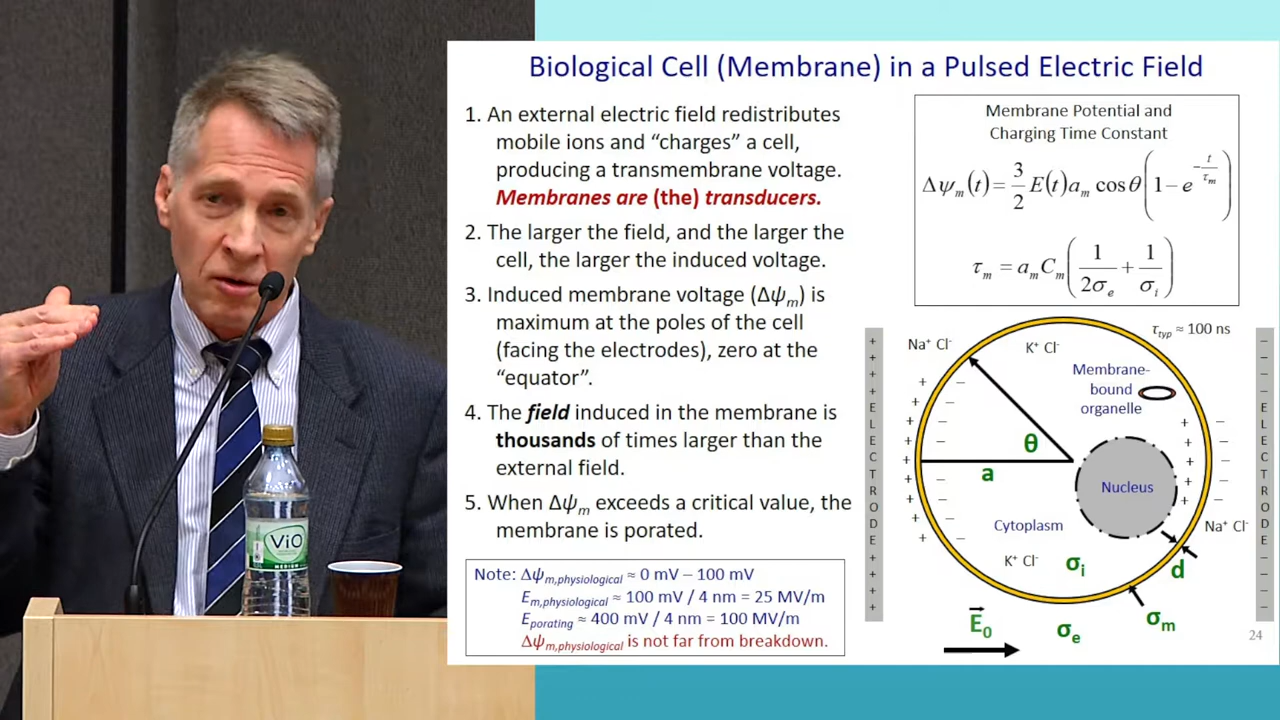 Biological Cell (Membrane) in a Pulsed Electric Field
1. An external electric field redistributes
mobile ions and “charges” a cell,
producing a transmembrane voltage.
Membranes are (the) transducers.
2. The larger the field, and the larger the
cell, the larger the induced voltage.
3. Induced membrane voltage (Δψm) is
maximum at the poles of the cell
(facing the electrodes), zero at the
“equator”.
4. The field induced in the membrane is
thousands of times larger than the
external field.
5. When Δψm exceeds a critical value, the
membrane is porated.
Note: Δψm,physiological ≈ 0 mV – 100 mV
Em,physiological ≈ 100 mV / 4 nm = 25 MV/m
Eporating ≈ 400 mV / 4 nm = 100 MV/m
Δψm,physiological is not far from breakdown.
Membrane Potential and
Charging Time Constant
Δψm(t) = 3/2 E(t) am cos θ (1 − e^(−t/τm))
τm = am Cm (1/(2σe) + 1/σi)
τtyp ≈ 100 ns
Na⁺ Cl⁻
K⁺ Cl⁻
Membrane-
bound
organelle
+ + + + E L E C T R O D E + + + +
− − − − E L E C T R O D E − − − −
θ
a
Nucleus
Cytoplasm
K⁺ Cl⁻
Na⁺ Cl⁻
σi
d
σm
E0
σe
24
ViO
MEDIUM